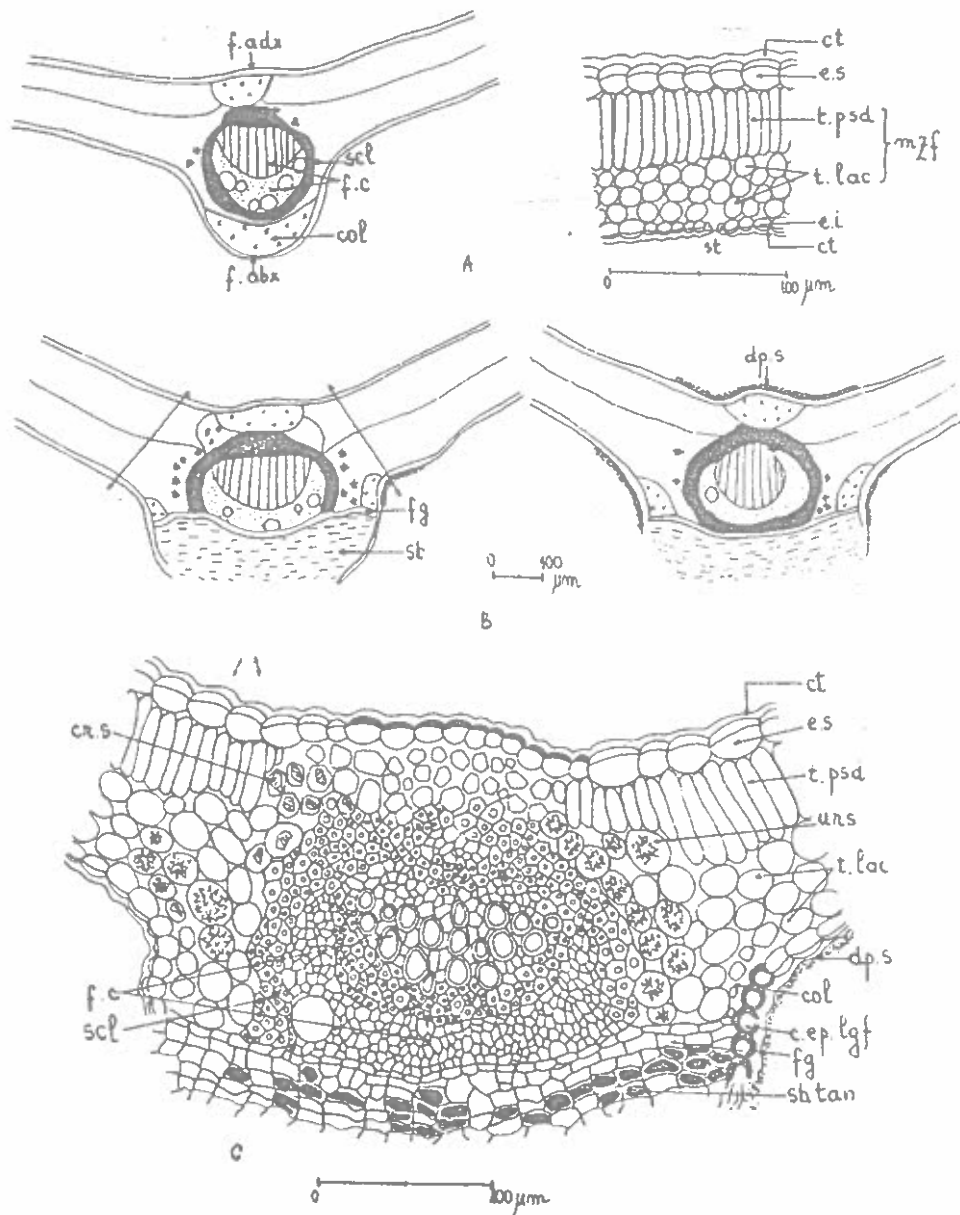 f.adx
scl
f.c
col
f.abx
A
ct
e.s
t.psd
mzf
t.lac
e.i
ct
st
0 100 µm
fg
st
dp.s
0 100 µm
B
cr.s
ct
e.s
t.psd
urs
t.lac
dp.s
f.c
scl
col
c.ep.lgf
fg
sb tan
C
0 100 µm